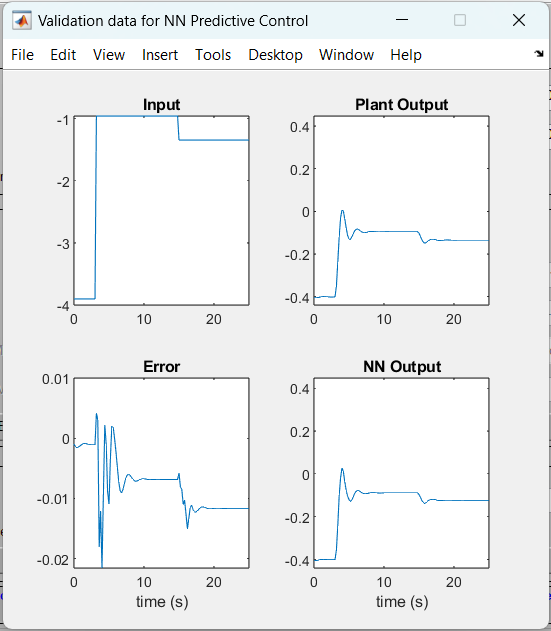 Validation data for NN Predictive Control
File Edit View Insert Tools Desktop Window Help
Input
-1
-2
-3
-4
0 10 20
Plant Output
0.4
0.2
0
-0.2
-0.4
0 10 20
Error
0.01
0
-0.01
-0.02
0 10 20
time (s)
NN Output
0.4
0.2
0
-0.2
-0.4
0 10 20
time (s)